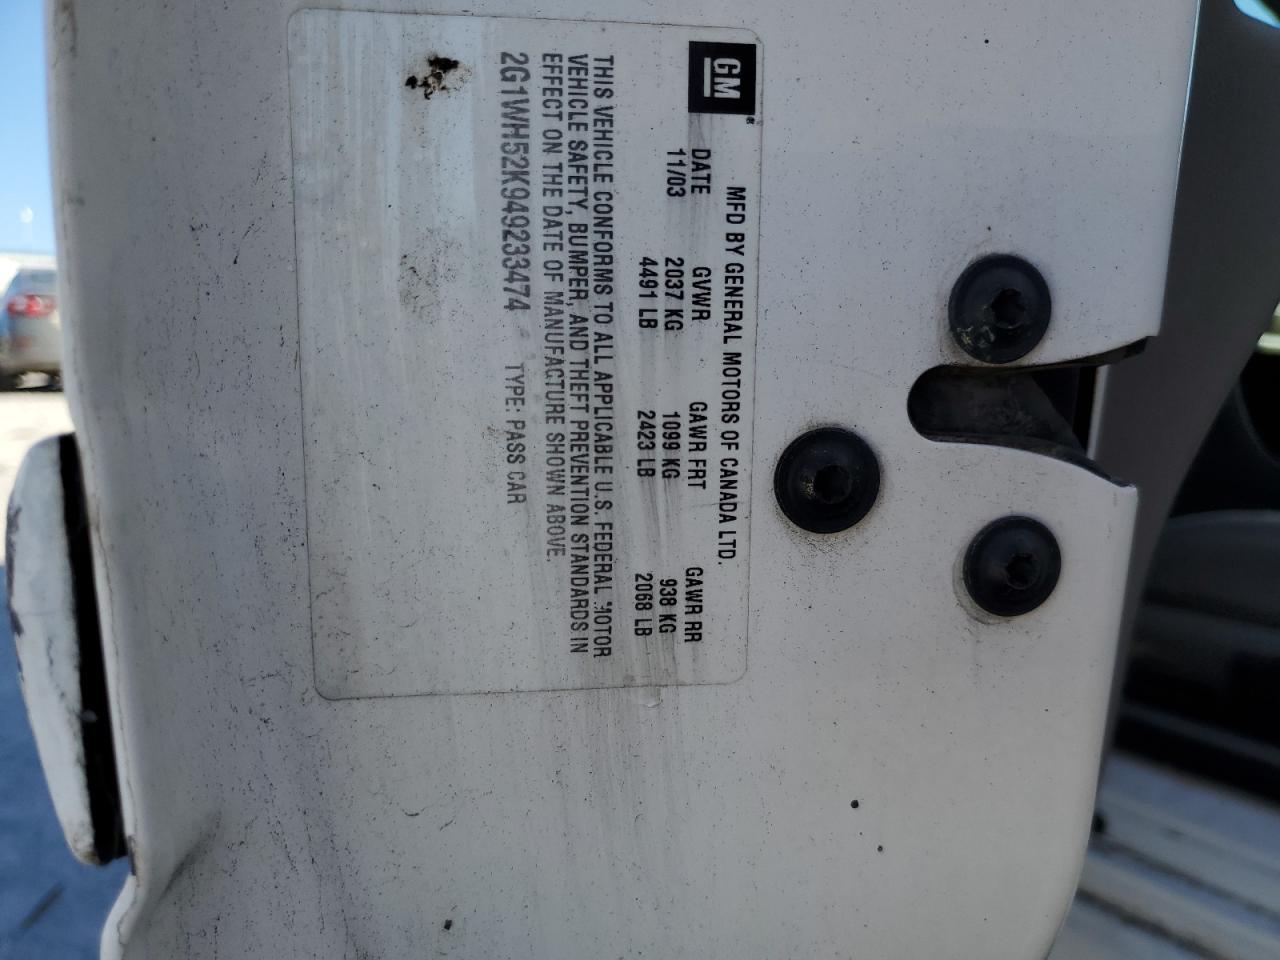 GM®
MFD BY GENERAL MOTORS OF CANADA LTD.
DATE GVWR GAWR FRT GAWR RR
11/03 2037 KG 1099 KG 938 KG
4491 LB 2423 LB 2068 LB
THIS VEHICLE CONFORMS TO ALL APPLICABLE U.S. FEDERAL MOTOR
VEHICLE SAFETY, BUMPER, AND THEFT PREVENTION STANDARDS IN
EFFECT ON THE DATE OF MANUFACTURE SHOWN ABOVE.
2G1WH52K949233474 TYPE: PASS CAR